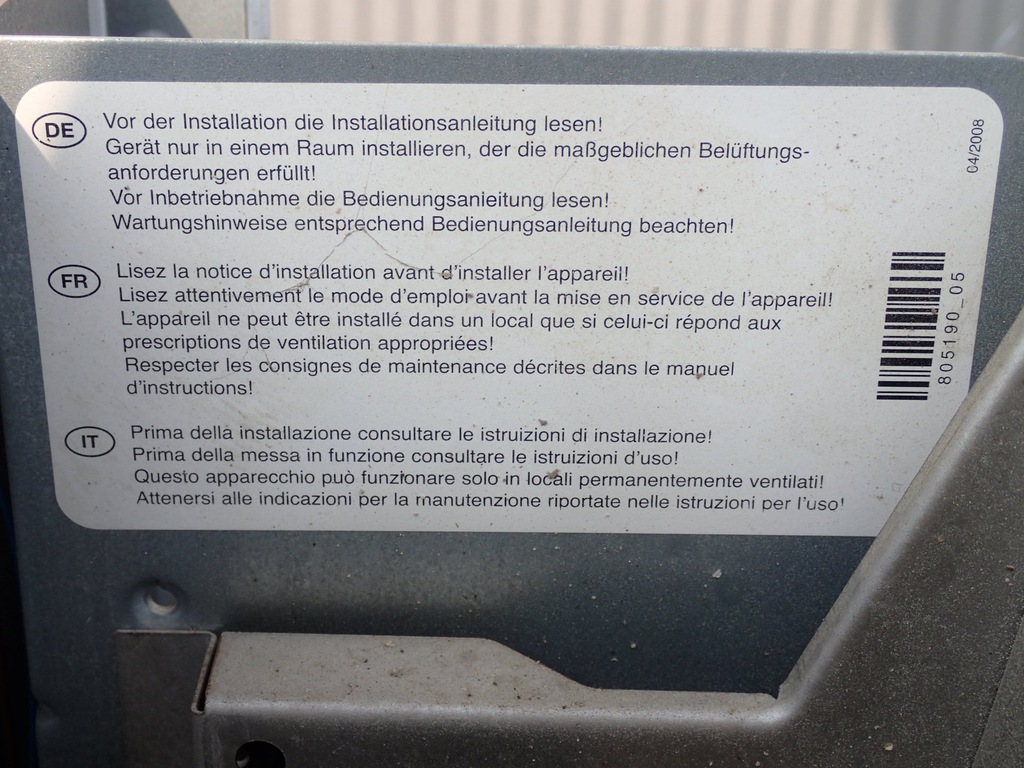 DE
Vor der Installation die Installationsanleitung lesen!
Gerät nur in einem Raum installieren, der die maßgeblichen Belüftungs-
anforderungen erfüllt!
Vor Inbetriebnahme die Bedienungsanleitung lesen!
Wartungshinweise entsprechend Bedienungsanleitung beachten!
FR
Lisez la notice d'installation avant d'installer l'appareil!
Lisez attentivement le mode d'emploi avant la mise en service de l'appareil!
L'appareil ne peut être installé dans un local que si celui-ci répond aux
prescriptions de ventilation appropriées!
Respecter les consignes de maintenance décrites dans le manuel
d'instructions!
IT
Prima della installazione consultare le istruizioni di installazione!
Prima della messa in funzione consultare le istruizioni d'uso!
Questo apparecchio può funzionare solo in locali permanentemente ventilati!
Attenersi alle indicazioni per la manutenzione riportate nelle istruzioni per l'uso!
04/2008
805190_05